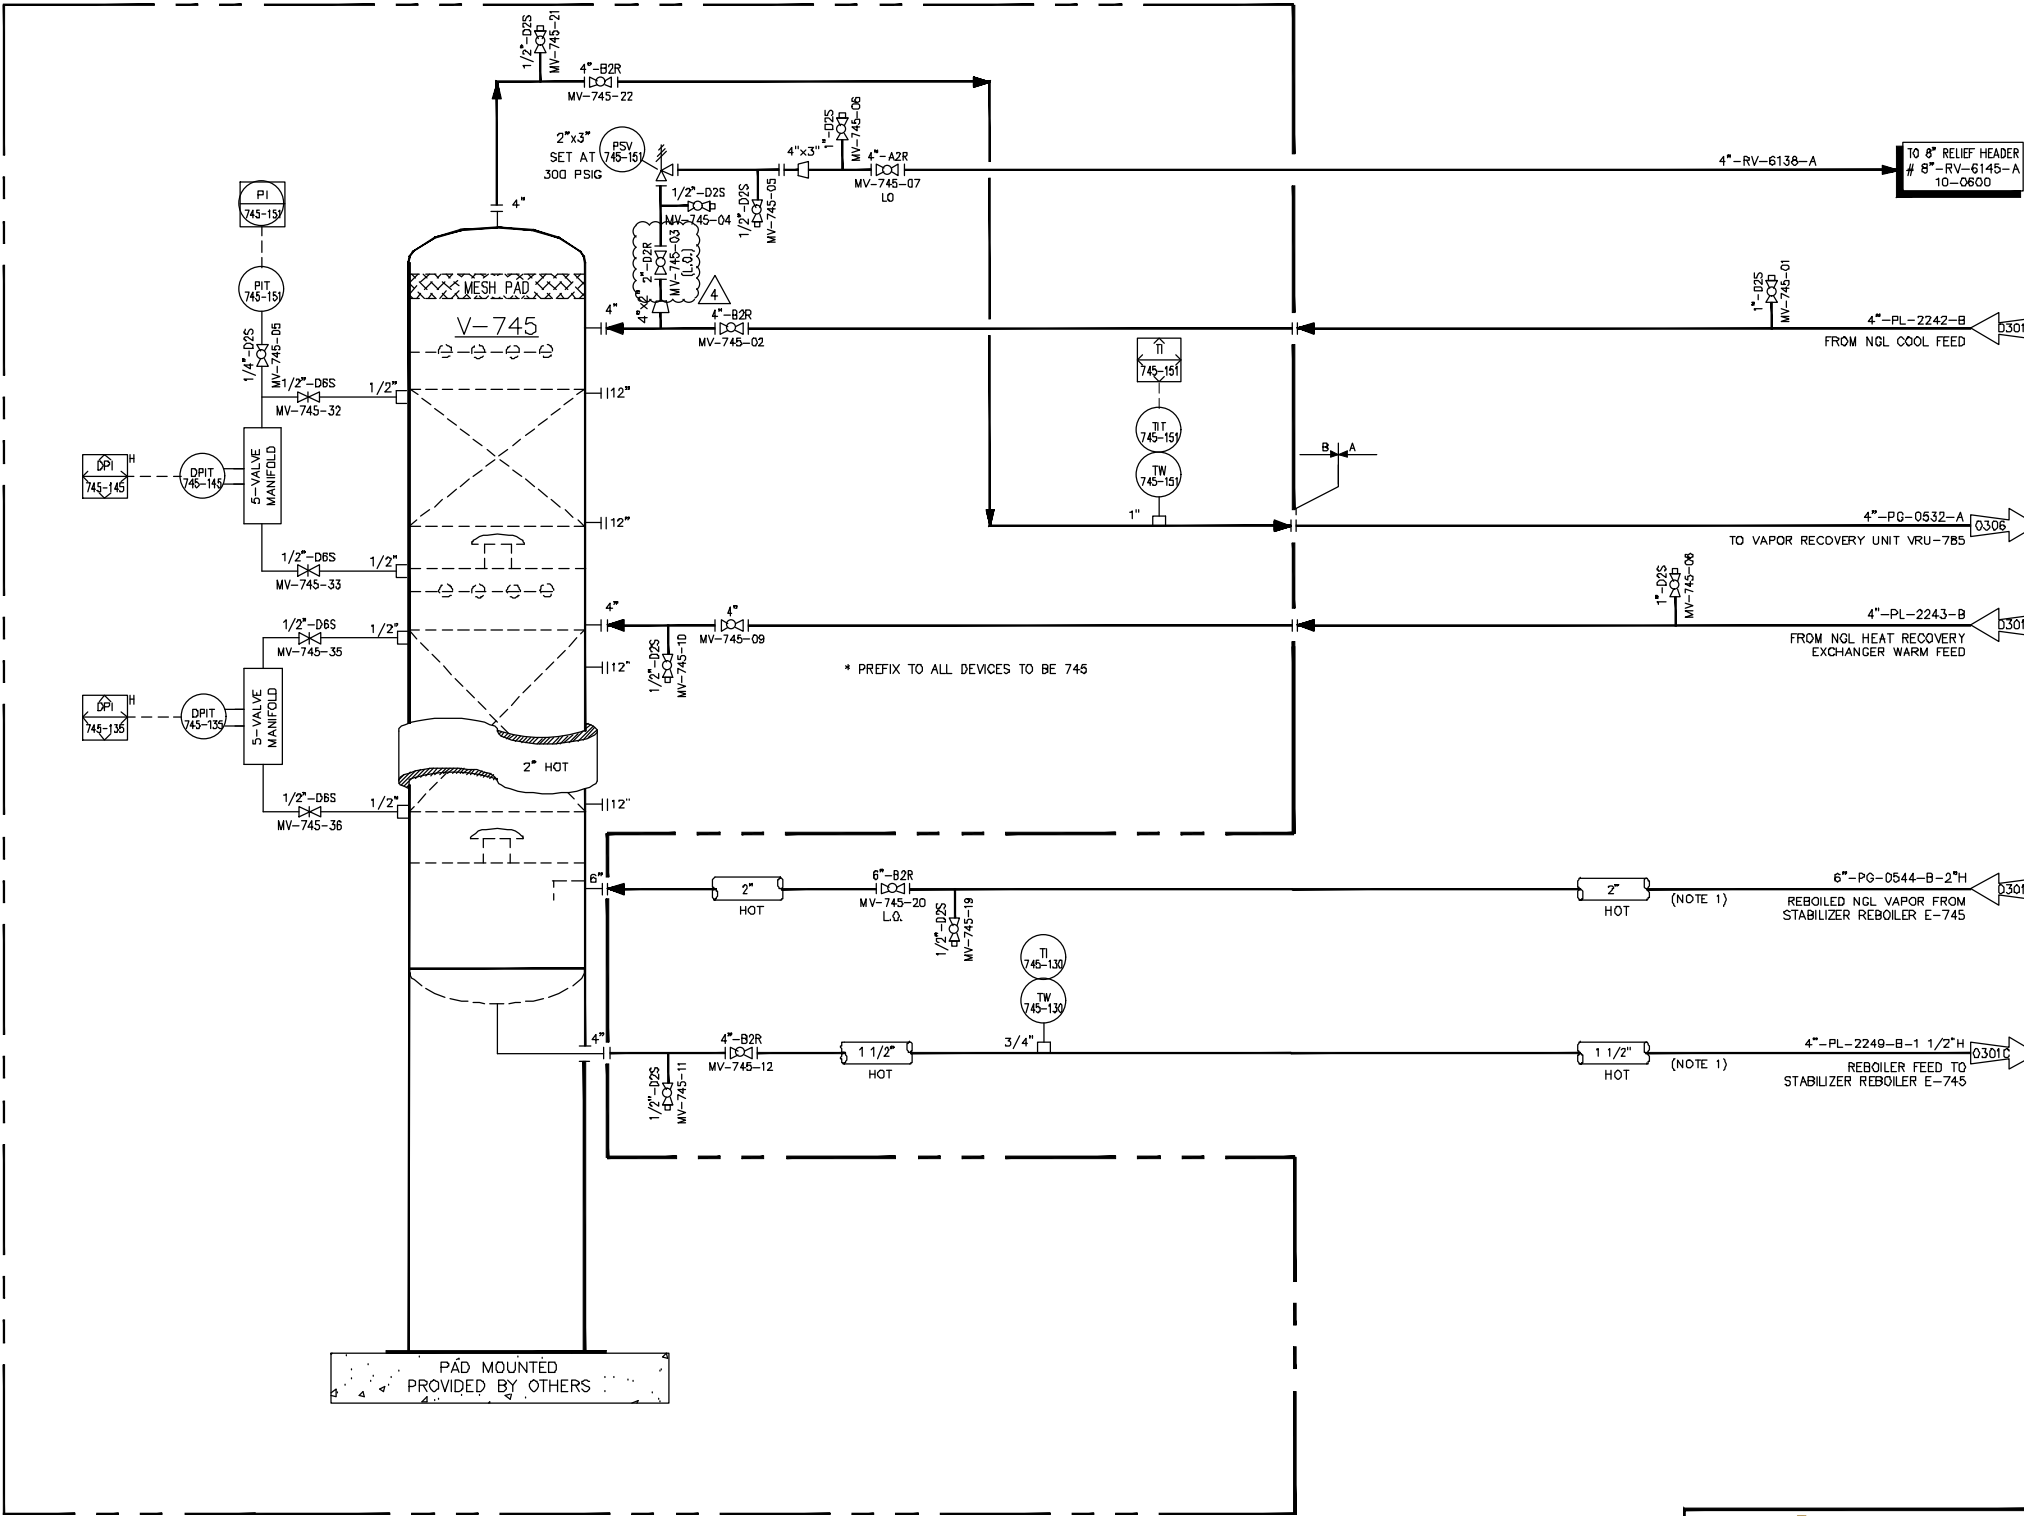 1/2"-D2S
MV-745-21
4"-B2R
MV-745-22
2"x3"
SET AT
300 PSIG
PSV
745-151
1/2"-D2S
MV-745-04
1/2"-D2S
MV-745-05
4"x3"
1"-D2S
MV-745-06
4"-A2R
MV-745-07
LO
4"-RV-6138-A
TO 8" RELIEF HEADER
# 8"-RV-6145-A
10-0600
PI
745-151
PIT
745-151
1/4"-D2S
MV-745-05
4"
MESH PAD
V-745
2"-D2R
MV-745-03
(L.O.)
4"x2"
4
4"
4"-B2R
MV-745-02
1"-D2S
MV-745-01
4"-PL-2242-B
FROM NGL COOL FEED
0301
1/2"-D6S
MV-745-32
1/2"
12"
TI
745-151
TIT
745-151
TW
745-151
1"
B
A
DPI
745-145
H
DPIT
745-145
5-VALVE
MANIFOLD
12"
4"-PG-0532-A
TO VAPOR RECOVERY UNIT VRU-785
0306
1/2"-D6S
MV-745-33
1/2"
1"-D2S
MV-745-06
4"-PL-2243-B
FROM NGL HEAT RECOVERY
EXCHANGER WARM FEED
0301
4"
4"
MV-745-09
1/2"-D2S
MV-745-10
1/2"-D6S
MV-745-35
1/2"
12"
* PREFIX TO ALL DEVICES TO BE 745
DPI
745-135
H
DPIT
745-135
5-VALVE
MANIFOLD
2" HOT
1/2"-D6S
MV-745-36
1/2"
12"
6"
2"
HOT
6"-B2R
MV-745-20
L.O.
1/2"-D2S
MV-745-19
2"
HOT
(NOTE 1)
6"-PG-0544-B-2"H
REBOILED NGL VAPOR FROM
STABILIZER REBOILER E-745
0301
TI
745-130
TW
745-130
3/4"
4"
4"-B2R
MV-745-12
1/2"-D2S
MV-745-11
1 1/2"
HOT
1 1/2"
HOT
(NOTE 1)
4"-PL-2249-B-1 1/2"H
REBOILER FEED TO
STABILIZER REBOILER E-745
0301C
PAD MOUNTED
PROVIDED BY OTHERS